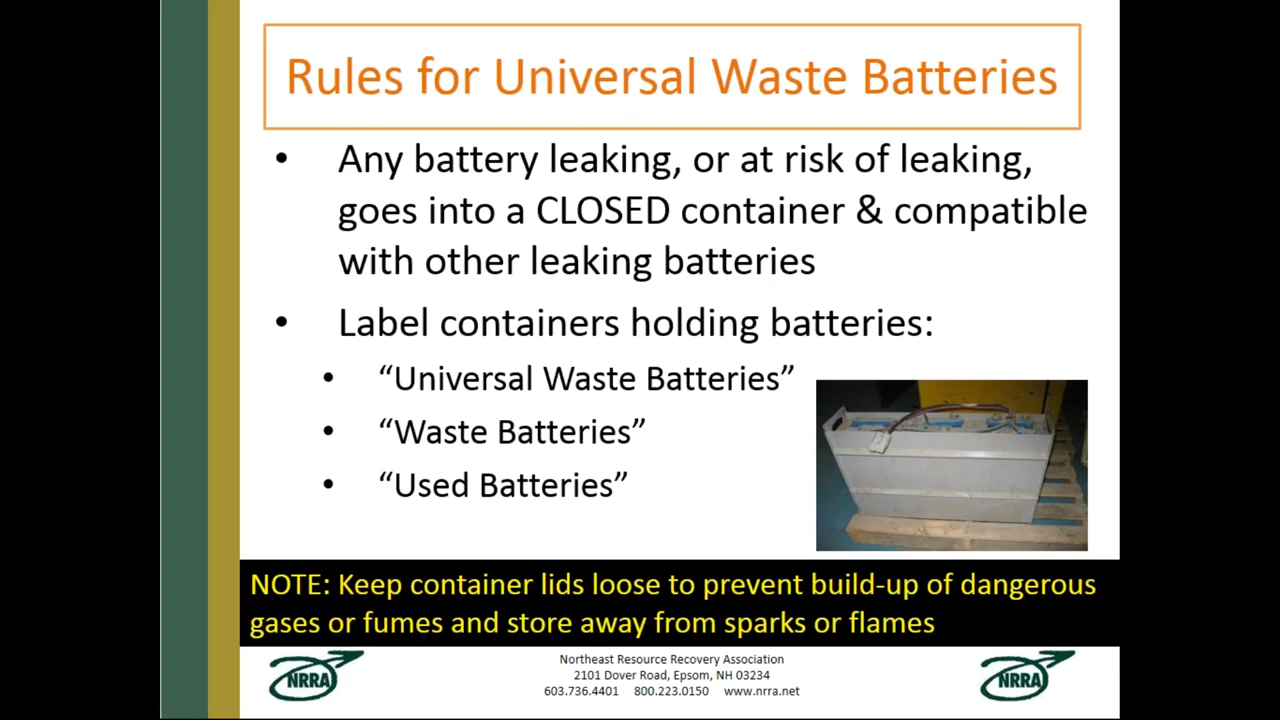 Rules for Universal Waste Batteries
• Any battery leaking, or at risk of leaking,
goes into a CLOSED container & compatible
with other leaking batteries
• Label containers holding batteries:
• “Universal Waste Batteries”
• “Waste Batteries”
• “Used Batteries”
NOTE: Keep container lids loose to prevent build-up of dangerous
gases or fumes and store away from sparks or flames
NRRA
Northeast Resource Recovery Association
2101 Dover Road, Epsom, NH 03234
603.736.4401 800.223.0150 www.nrra.net
NRRA